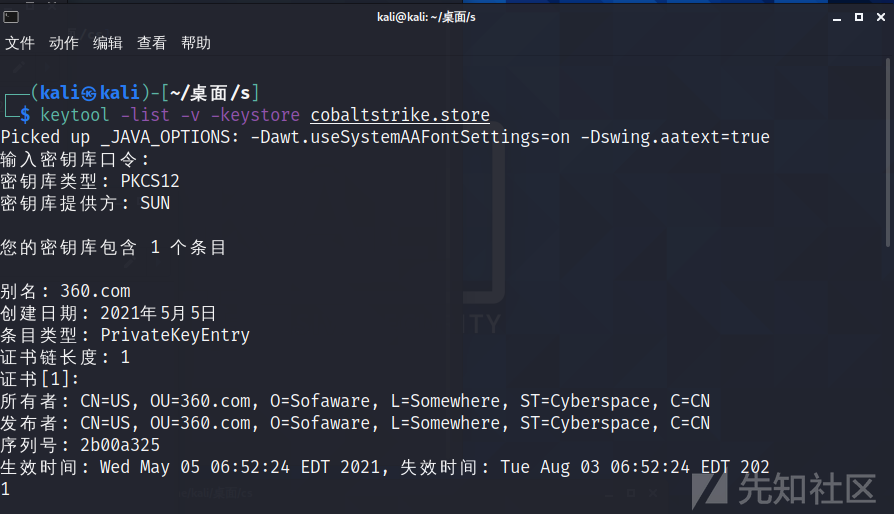 kali@kali: ~/桌面/s
文件 动作 编辑 查看 帮助
┌──(kali㉿kali)-[~/桌面/s]
└─$ keytool -list -v -keystore cobaltstrike.store
Picked up _JAVA_OPTIONS: -Dawt.useSystemAAFontSettings=on -Dswing.aatext=true
输入密钥库口令:
密钥库类型: PKCS12
密钥库提供方: SUN
您的密钥库包含 1 个条目
别名: 360.com
创建日期: 2021年5月5日
条目类型: PrivateKeyEntry
证书链长度: 1
证书[1]:
所有者: CN=US, OU=360.com, O=Sofaware, L=Somewhere, ST=Cyberspace, C=CN
发布者: CN=US, OU=360.com, O=Sofaware, L=Somewhere, ST=Cyberspace, C=CN
序列号: 2b00a325
生效时间: Wed May 05 06:52:24 EDT 2021, 失效时间: Tue Aug 03 06:52:24 EDT 202
1
先知社区